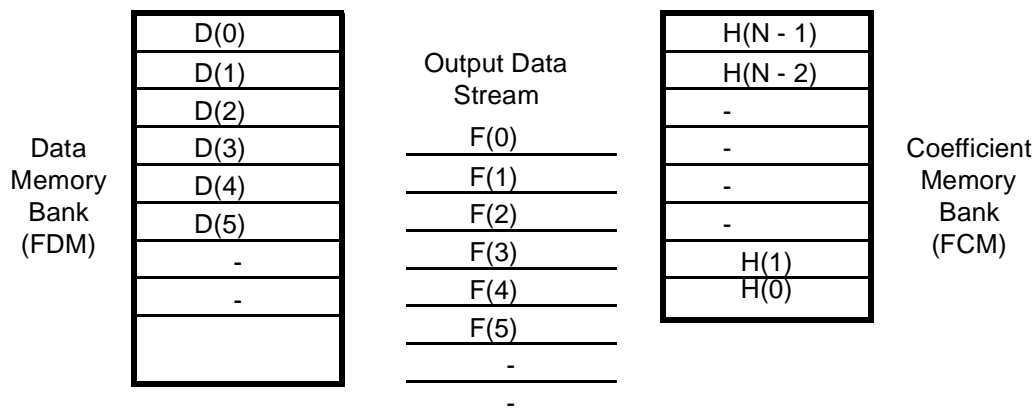 Data
Memory
Bank
(FDM)
D(0)
D(1)
D(2)
D(3)
D(4)
D(5)
-
-
Output Data
Stream
F(0)
F(1)
F(2)
F(3)
F(4)
F(5)
-
-
H(N - 1)
H(N - 2)
-
-
-
-
H(1)
H(0)
Coefficient
Memory
Bank
(FCM)